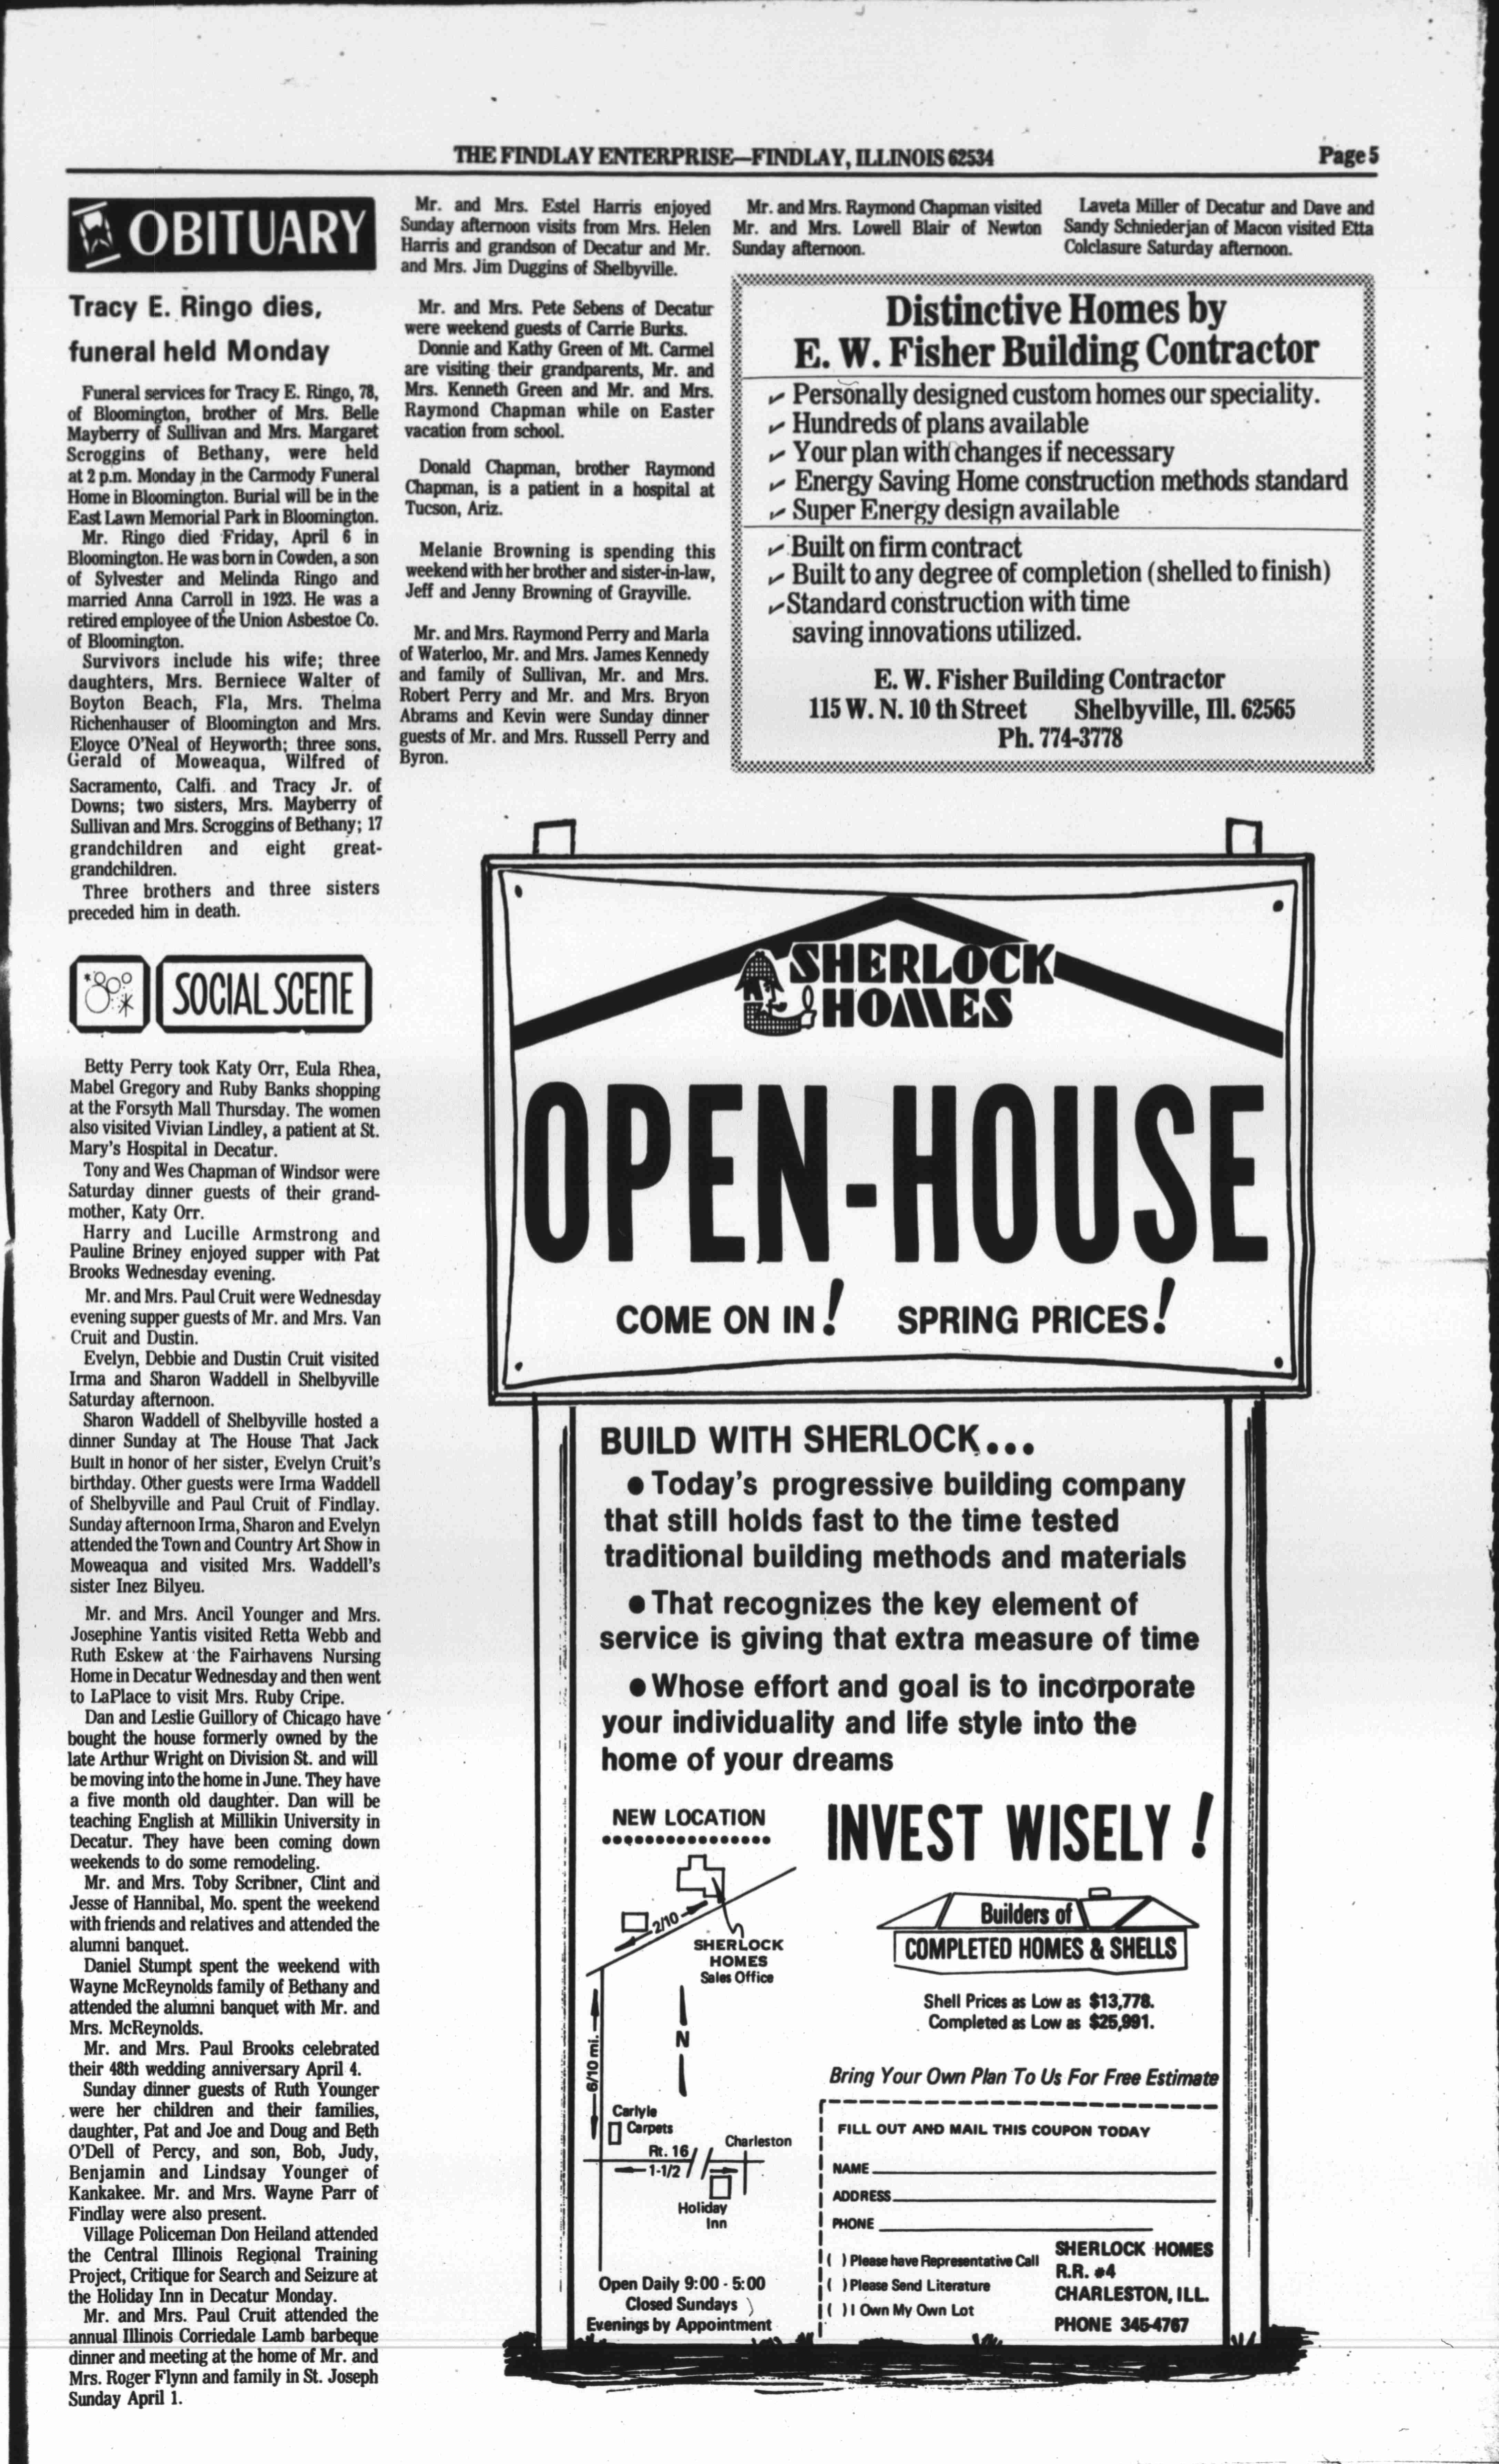 THE FINDLAY ENTERPRISE—FINDLAY, ILLINOIS 62534
Page 5
OBITUARY
Tracy E. Ringo dies,
funeral held Monday
Funeral services for Tracy E. Ringo, 78,
of Bloomington, brother of Mrs. Belle
Mayberry of Sullivan and Mrs. Margaret
Scroggins of Bethany, were held
at 2 p.m. Monday in the Carmody Funeral
Home in Bloomington. Burial will be in the
East Lawn Memorial Park in Bloomington.
Mr. Ringo died Friday, April 6 in
Bloomington. He was born in Cowden, a son
of Sylvester and Melinda Ringo and
married Anna Carroll in 1923. He was a
retired employee of the Union Asbestoe Co.
of Bloomington.
Survivors include his wife; three
daughters, Mrs. Berniece Walter of
Boyton Beach, Fla, Mrs. Thelma
Richenhauser of Bloomington and Mrs.
Eloyce O'Neal of Heyworth; three sons,
Gerald of Moweaqua, Wilfred of
Sacramento, Calfi. and Tracy Jr. of
Downs; two sisters, Mrs. Mayberry of
Sullivan and Mrs. Scroggins of Bethany; 17
grandchildren and eight great-
grandchildren.
Three brothers and three sisters
preceded him in death.
SOCIAL SCENE
Betty Perry took Katy Orr, Eula Rhea,
Mabel Gregory and Ruby Banks shopping
at the Forsyth Mall Thursday. The women
also visited Vivian Lindley, a patient at St.
Mary's Hospital in Decatur.
Tony and Wes Chapman of Windsor were
Saturday dinner guests of their grand-
mother, Katy Orr.
Harry and Lucille Armstrong and
Pauline Briney enjoyed supper with Pat
Brooks Wednesday evening.
Mr. and Mrs. Paul Cruit were Wednesday
evening supper guests of Mr. and Mrs. Van
Cruit and Dustin.
Evelyn, Debbie and Dustin Cruit visited
Irma and Sharon Waddell in Shelbyville
Saturday afternoon.
Sharon Waddell of Shelbyville hosted a
dinner Sunday at The House That Jack
Built in honor of her sister, Evelyn Cruit's
birthday. Other guests were Irma Waddell
of Shelbyville and Paul Cruit of Findlay.
Sunday afternoon Irma, Sharon and Evelyn
attended the Town and Country Art Show in
Moweaqua and visited Mrs. Waddell's
sister Inez Bilyeu.
Mr. and Mrs. Ancil Younger and Mrs.
Josephine Yantis visited Retta Webb and
Ruth Eskew at the Fairhavens Nursing
Home in Decatur Wednesday and then went
to LaPlace to visit Mrs. Ruby Cripe.
Dan and Leslie Guillory of Chicago have
bought the house formerly owned by the
late Arthur Wright on Division St. and will
be moving into the home in June. They have
a five month old daughter. Dan will be
teaching English at Millikin University in
Decatur. They have been coming down
weekends to do some remodeling.
Mr. and Mrs. Toby Scribner, Clint and
Jesse of Hannibal, Mo. spent the weekend
with friends and relatives and attended the
alumni banquet.
Daniel Stumpt spent the weekend with
Wayne McReynolds family of Bethany and
attended the alumni banquet with Mr. and
Mrs. McReynolds.
Mr. and Mrs. Paul Brooks celebrated
their 48th wedding anniversary April 4.
Sunday dinner guests of Ruth Younger
were her children and their families,
daughter, Pat and Joe and Doug and Beth
O'Dell of Percy, and son, Bob, Judy,
Benjamin and Lindsay Younger of
Kankakee. Mr. and Mrs. Wayne Parr of
Findlay were also present.
Village Policeman Don Heiland attended
the Central Illinois Regional Training
Project, Critique for Search and Seizure at
the Holiday Inn in Decatur Monday.
Mr. and Mrs. Paul Cruit attended the
annual Illinois Corriedale Lamb barbeque
dinner and meeting at the home of Mr. and
Mrs. Roger Flynn and family in St. Joseph
Sunday April 1.
Mr. and Mrs. Estel Harris enjoyed
Sunday afternoon visits from Mrs. Helen
Harris and grandson of Decatur and Mr.
and Mrs. Jim Duggins of Shelbyville.
Mr. and Mrs. Pete Sebens of Decatur
were weekend guests of Carrie Burks.
Donnie and Kathy Green of Mt. Carmel
are visiting their grandparents, Mr. and
Mrs. Kenneth Green and Mr. and Mrs.
Raymond Chapman while on Easter
vacation from school.
Donald Chapman, brother Raymond
Chapman, is a patient in a hospital at
Tucson, Ariz.
Melanie Browning is spending this
weekend with her brother and sister-in-law,
Jeff and Jenny Browning of Grayville.
Mr. and Mrs. Raymond Perry and Marla
of Waterloo, Mr. and Mrs. James Kennedy
and family of Sullivan, Mr. and Mrs.
Robert Perry and Mr. and Mrs. Bryon
Abrams and Kevin were Sunday dinner
guests of Mr. and Mrs. Russell Perry and
Byron.
Mr. and Mrs. Raymond Chapman visited
Mr. and Mrs. Lowell Blair of Newton
Sunday afternoon.
Laveta Miller of Decatur and Dave and
Sandy Schniederjan of Macon visited Etta
Colclasure Saturday afternoon.
Distinctive Homes by
E. W. Fisher Building Contractor
✓ Personally designed custom homes our speciality.
✓ Hundreds of plans available
✓ Your plan with changes if necessary
✓ Energy Saving Home construction methods standard
✓ Super Energy design available
✓ Built on firm contract
✓ Built to any degree of completion (shelled to finish)
✓ Standard construction with time
saving innovations utilized.
E. W. Fisher Building Contractor
115 W. N. 10 th Street Shelbyville, Ill. 62565
Ph. 774-3778
SHERLOCK
HOMES
OPEN-HOUSE
COME ON IN! SPRING PRICES!
BUILD WITH SHERLOCK...
● Today's progressive building company
that still holds fast to the time tested
traditional building methods and materials
● That recognizes the key element of
service is giving that extra measure of time
● Whose effort and goal is to incorporate
your individuality and life style into the
home of your dreams
NEW LOCATION
2/10
SHERLOCK
HOMES
Sales Office
6/10 mi.
N
Carlyle
Carpets
Rt. 16
Charleston
1-1/2
Holiday
Inn
Open Daily 9:00 - 5:00
Closed Sundays
Evenings by Appointment
INVEST WISELY!
Builders of
COMPLETED HOMES & SHELLS
Shell Prices as Low as $13,778.
Completed as Low as $25,991.
Bring Your Own Plan To Us For Free Estimate
FILL OUT AND MAIL THIS COUPON TODAY
NAME
ADDRESS
PHONE
( ) Please have Representative Call
( ) Please Send Literature
( ) I Own My Own Lot
SHERLOCK HOMES
R.R. #4
CHARLESTON, ILL.
PHONE 345-4767